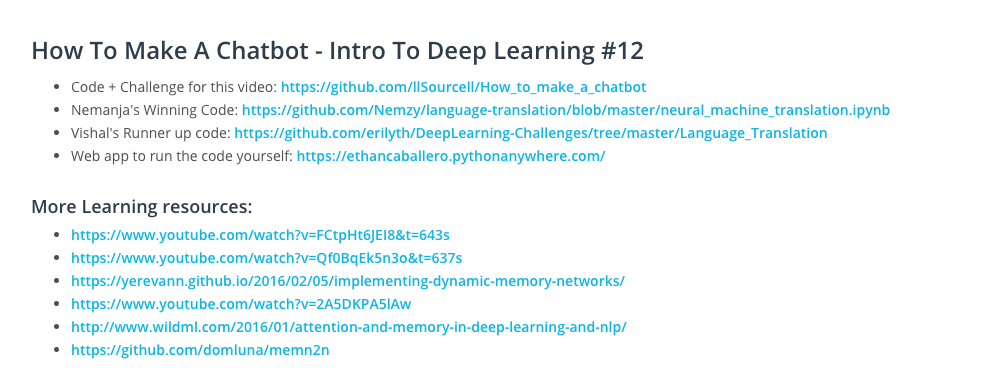 How To Make A Chatbot - Intro To Deep Learning #12
Code + Challenge for this video: https://github.com/llSourcell/How_to_make_a_chatbot
Nemanja's Winning Code: https://github.com/Nemzy/language-translation/blob/master/neural_machine_translation.ipynb
Vishal's Runner up code: https://github.com/erilyth/DeepLearning-Challenges/tree/master/Language_Translation
Web app to run the code yourself: https://ethancaballero.pythonanywhere.com/
More Learning resources:
https://www.youtube.com/watch?v=FCtpHt6JEI8&t=643s
https://www.youtube.com/watch?v=Qf0BqEk5n3o&t=637s
https://yerevann.github.io/2016/02/05/implementing-dynamic-memory-networks/
https://www.youtube.com/watch?v=2A5DKPA5lAw
http://www.wildml.com/2016/01/attention-and-memory-in-deep-learning-and-nlp/
https://github.com/domluna/memn2n